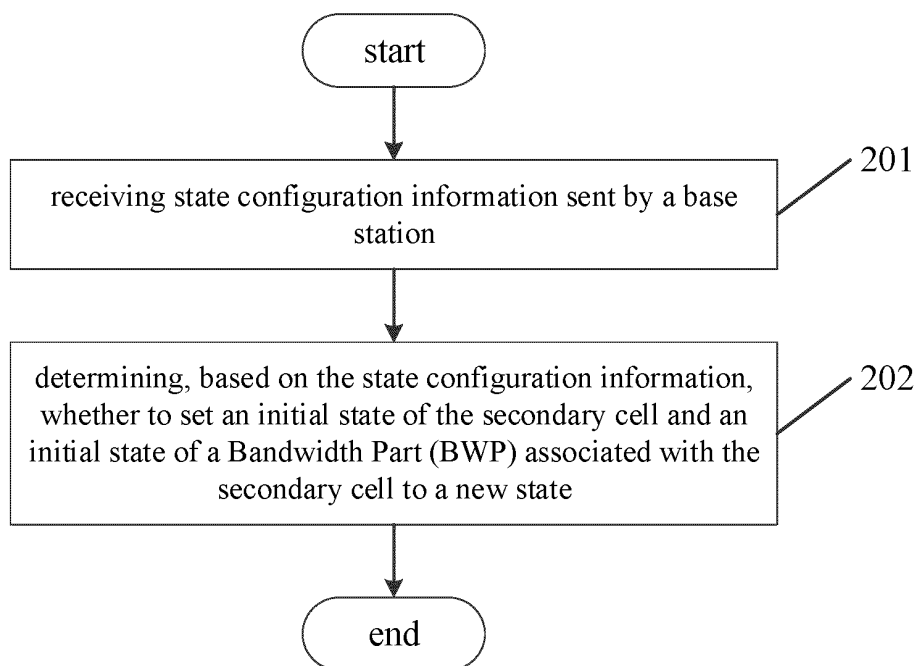 start
201
receiving state configuration information sent by a base
station
202
determining, based on the state configuration information,
whether to set an initial state of the secondary cell and an
initial state of a Bandwidth Part (BWP) associated with the
secondary cell to a new state
end